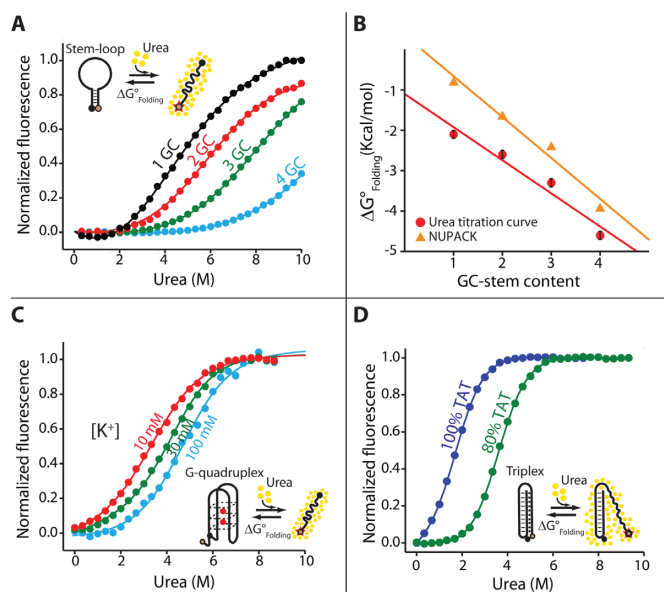 A
Stem-loop
Urea
ΔG°Folding
1 GC
2 GC
3 GC
4 GC
Normalized fluorescence
1.0
0.8
0.6
0.4
0.2
0.0
0
2
4
6
8
10
Urea (M)
B
ΔG°Folding(Kcal/mol)
-1
-2
-3
-4
-5
Urea titration curve
NUPACK
1
2
3
4
GC-stem content
C
[K+]
10 mM
30 mM
100 mM
G-quadruplex
Urea
ΔG°Folding
Normalized fluorescence
1.0
0.8
0.6
0.4
0.2
0.0
0
2
4
6
8
10
Urea (M)
D
100% TAT
80% TAT
Triplex
Urea
ΔG°Folding
Normalized fluorescence
1.0
0.8
0.6
0.4
0.2
0.0
0
2
4
6
8
10
Urea (M)